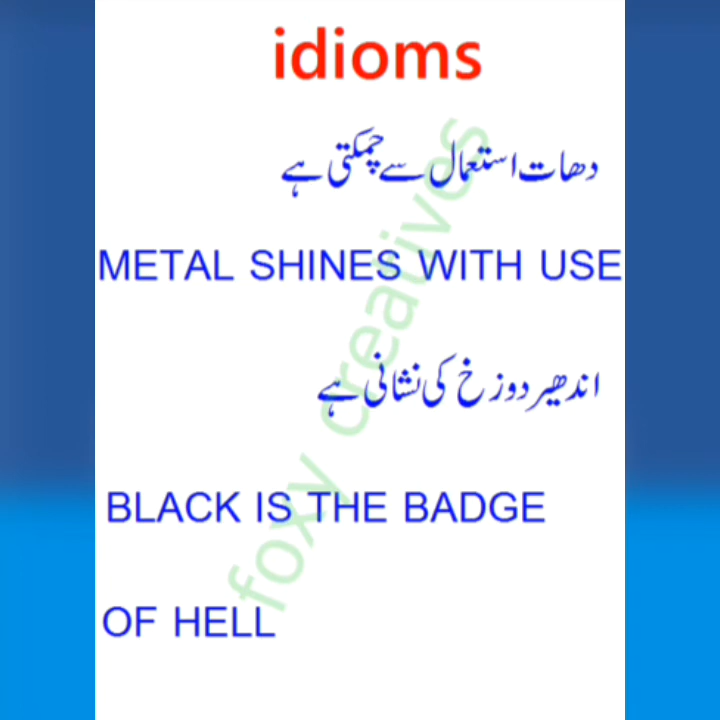 idioms
دھات استعمال سے چمکتی ہے
METAL SHINES WITH USE
اندھیر دوزخ کی نشانی ہے
BLACK IS THE BADGE
OF HELL
foxy creatives